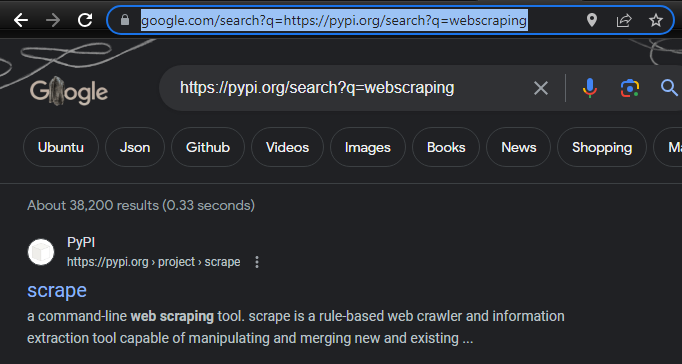 google.com/search?q=https://pypi.org/search?q=webscraping
Google
https://pypi.org/search?q=webscraping
Ubuntu Json Github Videos Images Books News Shopping Ma
About 38,200 results (0.33 seconds)
PyPI
https://pypi.org › project › scrape
scrape
a command-line web scraping tool. scrape is a rule-based web crawler and information
extraction tool capable of manipulating and merging new and existing ...